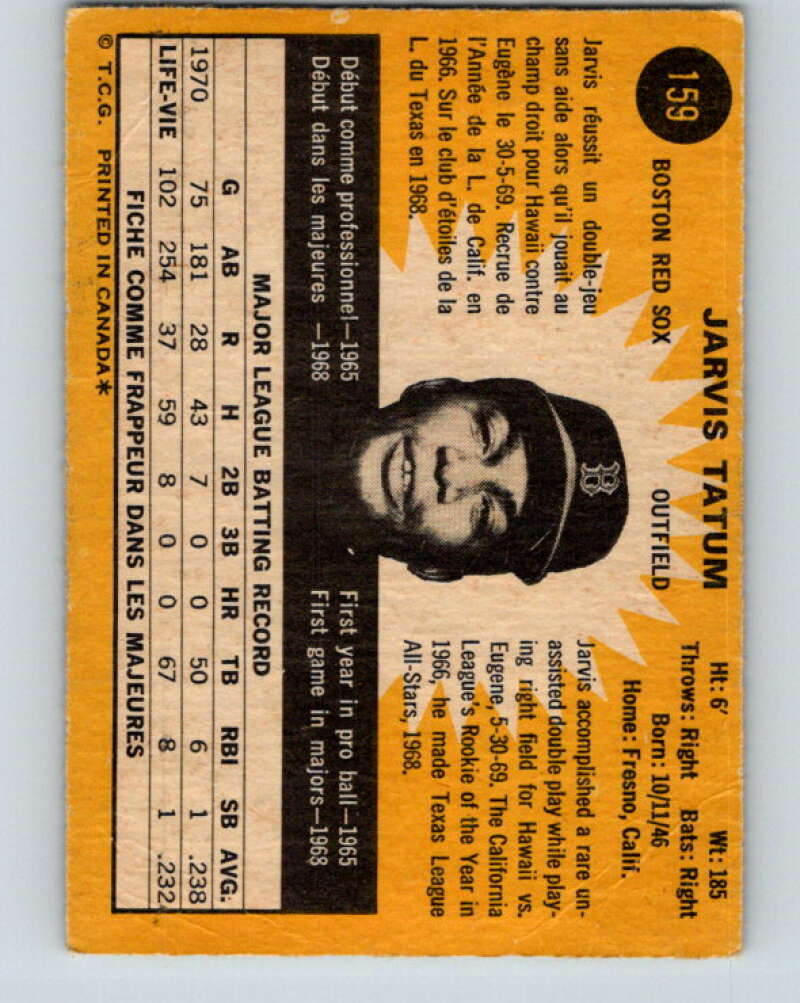 159
JARVIS TATUM
BOSTON RED SOX OUTFIELD
Ht: 6' Wt: 185
Throws: Right Bats: Right
Born: 10/11/46
Home: Fresno, Calif.
Jarvis réussit un double-jeu
sans aide alors qu'il jouait au
champ droit pour Hawaii contre
Eugène le 30-5-69. Recrue de
l'Année de la L. de Calif. en
1966. Sur le club d'étoiles de la
L. du Texas en 1968.
B
Jarvis accomplished a rare un-
assisted double play while play-
ing right field for Hawaii vs.
Eugene, 5-30-69. The California
League's Rookie of the Year in
1966, he made Texas League
All-Stars, 1968.
Début comme professionnel—1965
Début dans les majeures —1968
First year in pro ball—1965
First game in majors—1968
MAJOR LEAGUE BATTING RECORD
G AB R H 2B 3B HR TB RBI SB AVG.
1970 75 181 28 43 7 0 0 50 6 1 .238
LIFE-VIE 102 254 37 59 8 0 0 67 8 1 .232
FICHE COMME FRAPPEUR DANS LES MAJEURES
© T.C.G. PRINTED IN CANADA*